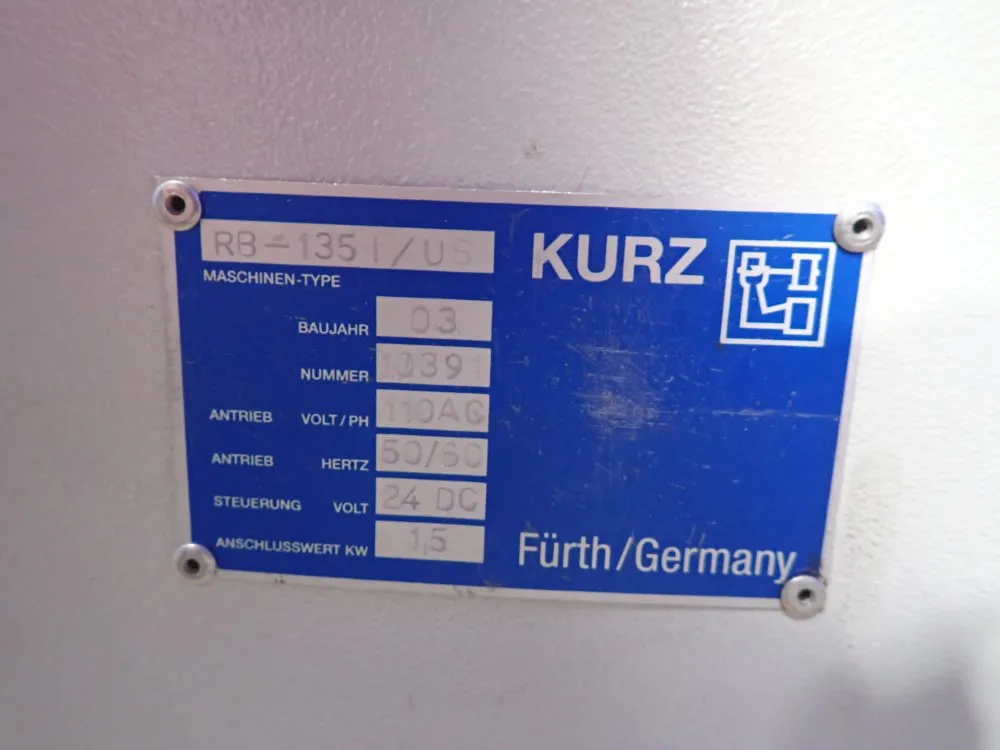 RB-135 I/US
KURZ
MASCHINEN-TYPE
BAUJAHR 03
NUMMER 10391
ANTRIEB VOLT/PH 110AC
ANTRIEB HERTZ 50/60
STEUERUNG VOLT 24 DC
ANSCHLUSSWERT KW 1,5
Fürth/Germany